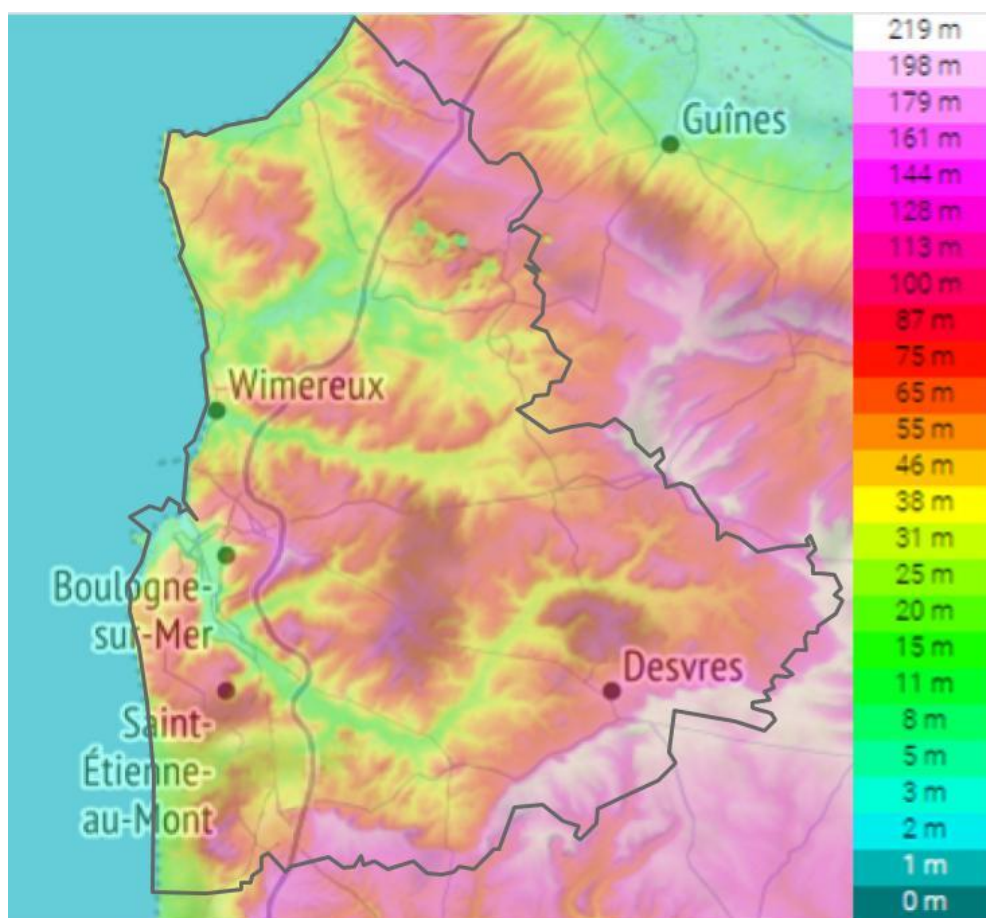 Guînes
Wimereux
Boulogne-
sur-Mer
Desvres
Saint-
Étienne-
au-Mont
219 m
198 m
179 m
161 m
144 m
128 m
113 m
100 m
87 m
75 m
65 m
55 m
46 m
38 m
31 m
25 m
20 m
15 m
11 m
8 m
5 m
3 m
2 m
1 m
0 m